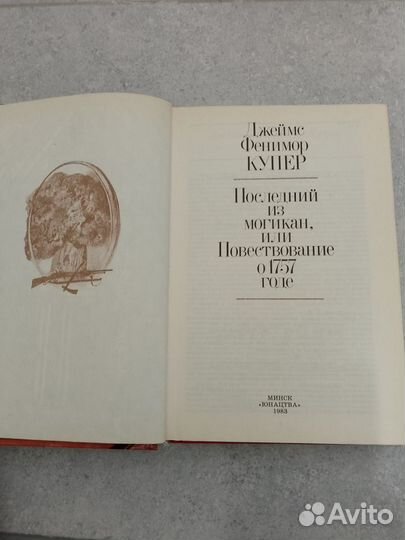 Джеймс
Фенимор
КУПЕР
Последний
из
могикан,
или
Повествование
о 1757
годе
МИНСК
«ЮНАЦТВА»
1983
Avito